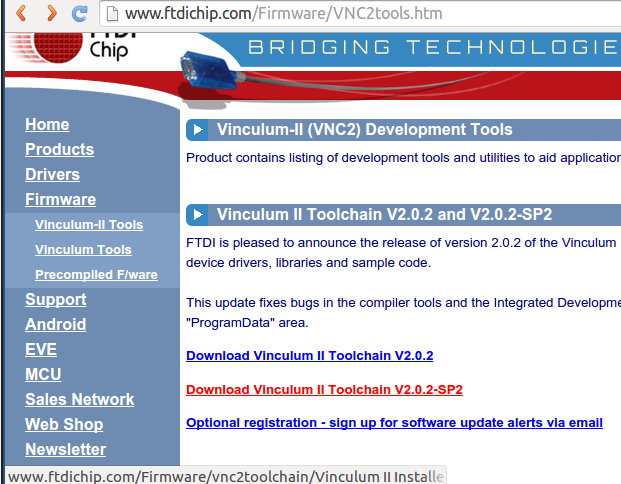 www.ftdichip.com/Firmware/VNC2tools.htm
Chip
BRIDGING TECHNOLOGIE
Home
Products
Drivers
Firmware
Vinculum-II Tools
Vinculum Tools
Precompiled F/ware
Support
Android
EVE
MCU
Sales Network
Web Shop
Newsletter
Vinculum-II (VNC2) Development Tools
Product contains listing of development tools and utilities to aid application
Vinculum II Toolchain V2.0.2 and V2.0.2-SP2
FTDI is pleased to announce the release of version 2.0.2 of the Vinculum
device drivers, libraries and sample code.
This update fixes bugs in the compiler tools and the Integrated Developme
"ProgramData" area.
Download Vinculum II Toolchain V2.0.2
Download Vinculum II Toolchain V2.0.2-SP2
Optional registration - sign up for software update alerts via email
www.ftdichip.com/Firmware/vnc2toolchain/Vinculum II Installe